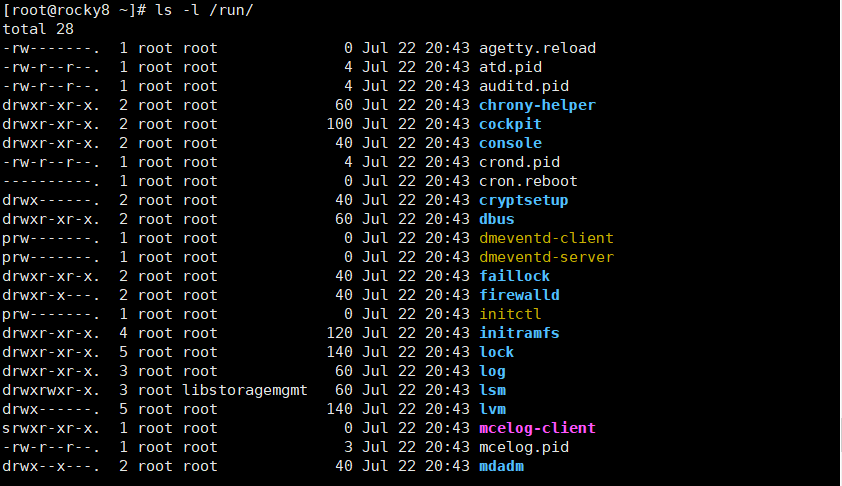 [root@rocky8 ~]# ls -l /run/
total 28
-rw-------.  1 root root              0 Jul 22 20:43 agetty.reload
-rw-r--r--.  1 root root              4 Jul 22 20:43 atd.pid
-rw-r--r--.  1 root root              4 Jul 22 20:43 auditd.pid
drwxr-xr-x.  2 root root             60 Jul 22 20:43 chrony-helper
drwxr-xr-x.  2 root root            100 Jul 22 20:43 cockpit
drwxr-xr-x.  2 root root             40 Jul 22 20:43 console
-rw-r--r--.  1 root root              4 Jul 22 20:43 crond.pid
----------.  1 root root              0 Jul 22 20:43 cron.reboot
drwx------.  2 root root             40 Jul 22 20:43 cryptsetup
drwxr-xr-x.  2 root root             60 Jul 22 20:43 dbus
prw-------.  1 root root              0 Jul 22 20:43 dmeventd-client
prw-------.  1 root root              0 Jul 22 20:43 dmeventd-server
drwxr-xr-x.  2 root root             40 Jul 22 20:43 faillock
drwxr-x---.  2 root root             40 Jul 22 20:43 firewalld
prw-------.  1 root root              0 Jul 22 20:43 initctl
drwxr-xr-x.  4 root root            120 Jul 22 20:43 initramfs
drwxr-xr-x.  5 root root            140 Jul 22 20:43 lock
drwxr-xr-x.  3 root root             60 Jul 22 20:43 log
drwxrwxr-x.  3 root libstoragemgmt   60 Jul 22 20:43 lsm
drwx------.  5 root root            140 Jul 22 20:43 lvm
srwxr-xr-x.  1 root root              0 Jul 22 20:43 mcelog-client
-rw-r--r--.  1 root root              3 Jul 22 20:43 mcelog.pid
drwx--x---.  2 root root             40 Jul 22 20:43 mdadm